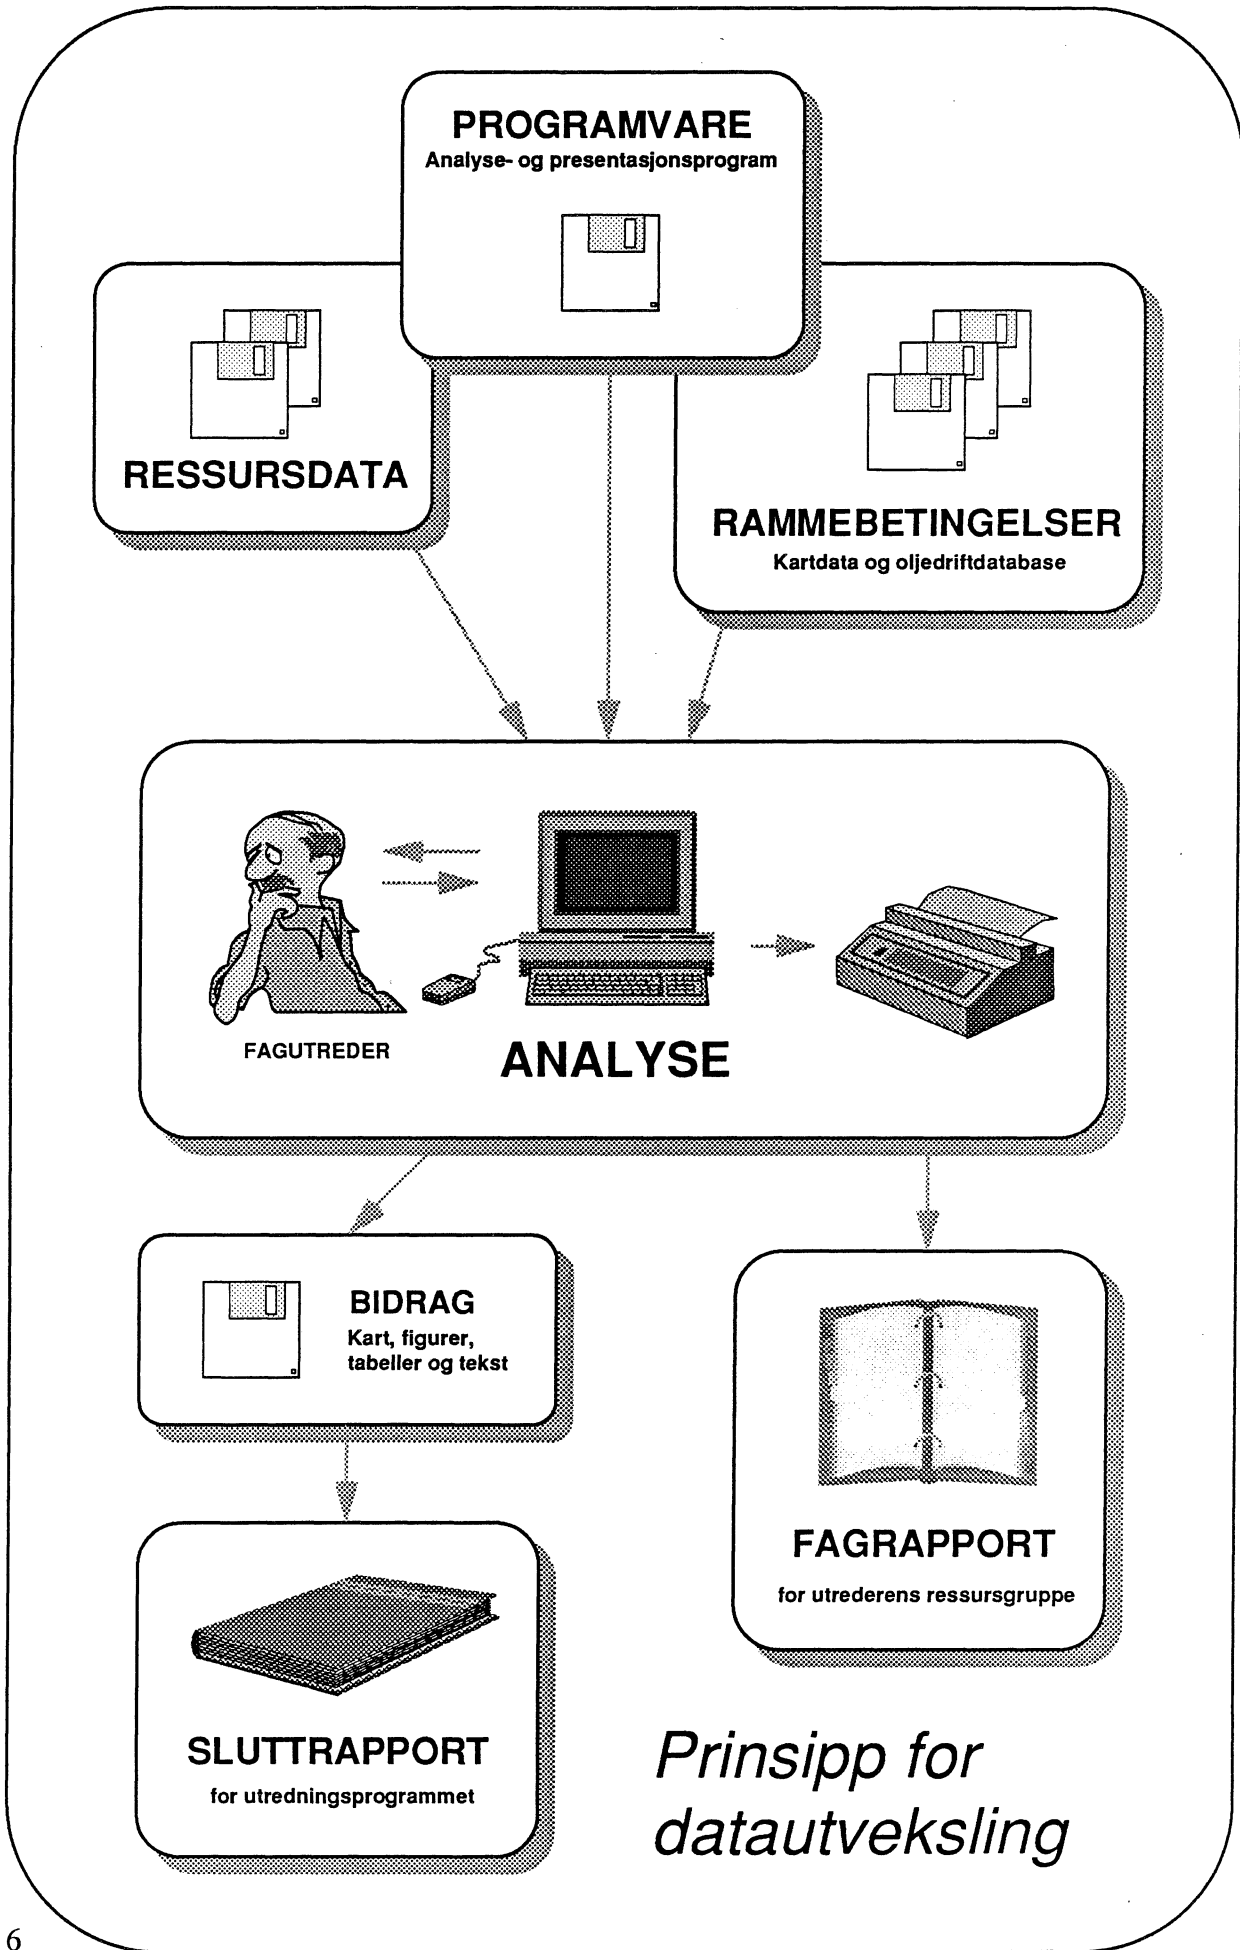 PROGRAMVARE
Analyse- og presentasjonsprogram
RESSURSDATA
RAMMEBETINGELSER
Kartdata og oljedriftdatabase
FAGUTREDER
ANALYSE
BIDRAG
Kart, figurer,
tabeller og tekst
FAGRAPPORT
for utrederens ressursgruppe
SLUTTRAPPORT
for utredningsprogrammet
Prinsipp for
datautveksling
6